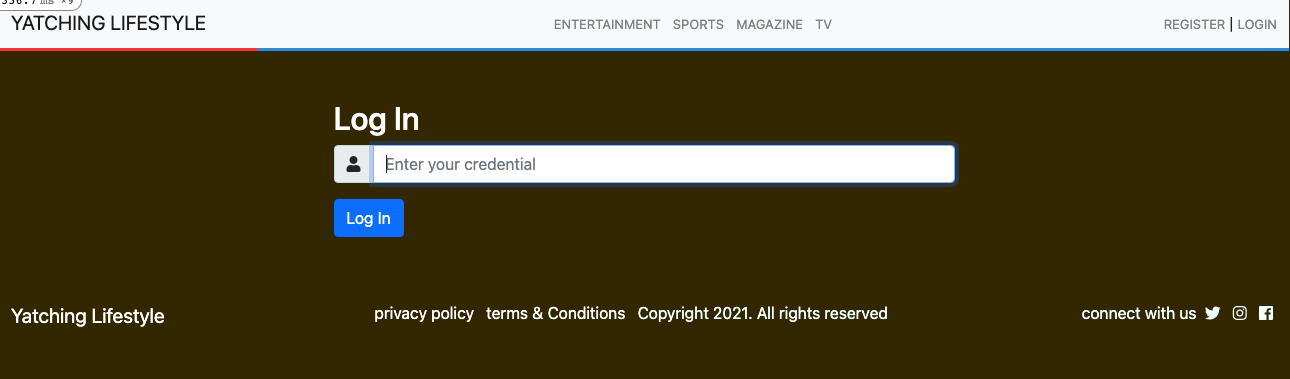 336.7 ms ×9
YATCHING LIFESTYLE
ENTERTAINMENT SPORTS MAGAZINE TV
REGISTER | LOGIN
Log In
Enter your credential
Log In
Yatching Lifestyle
privacy policy terms & Conditions Copyright 2021. All rights reserved
connect with us